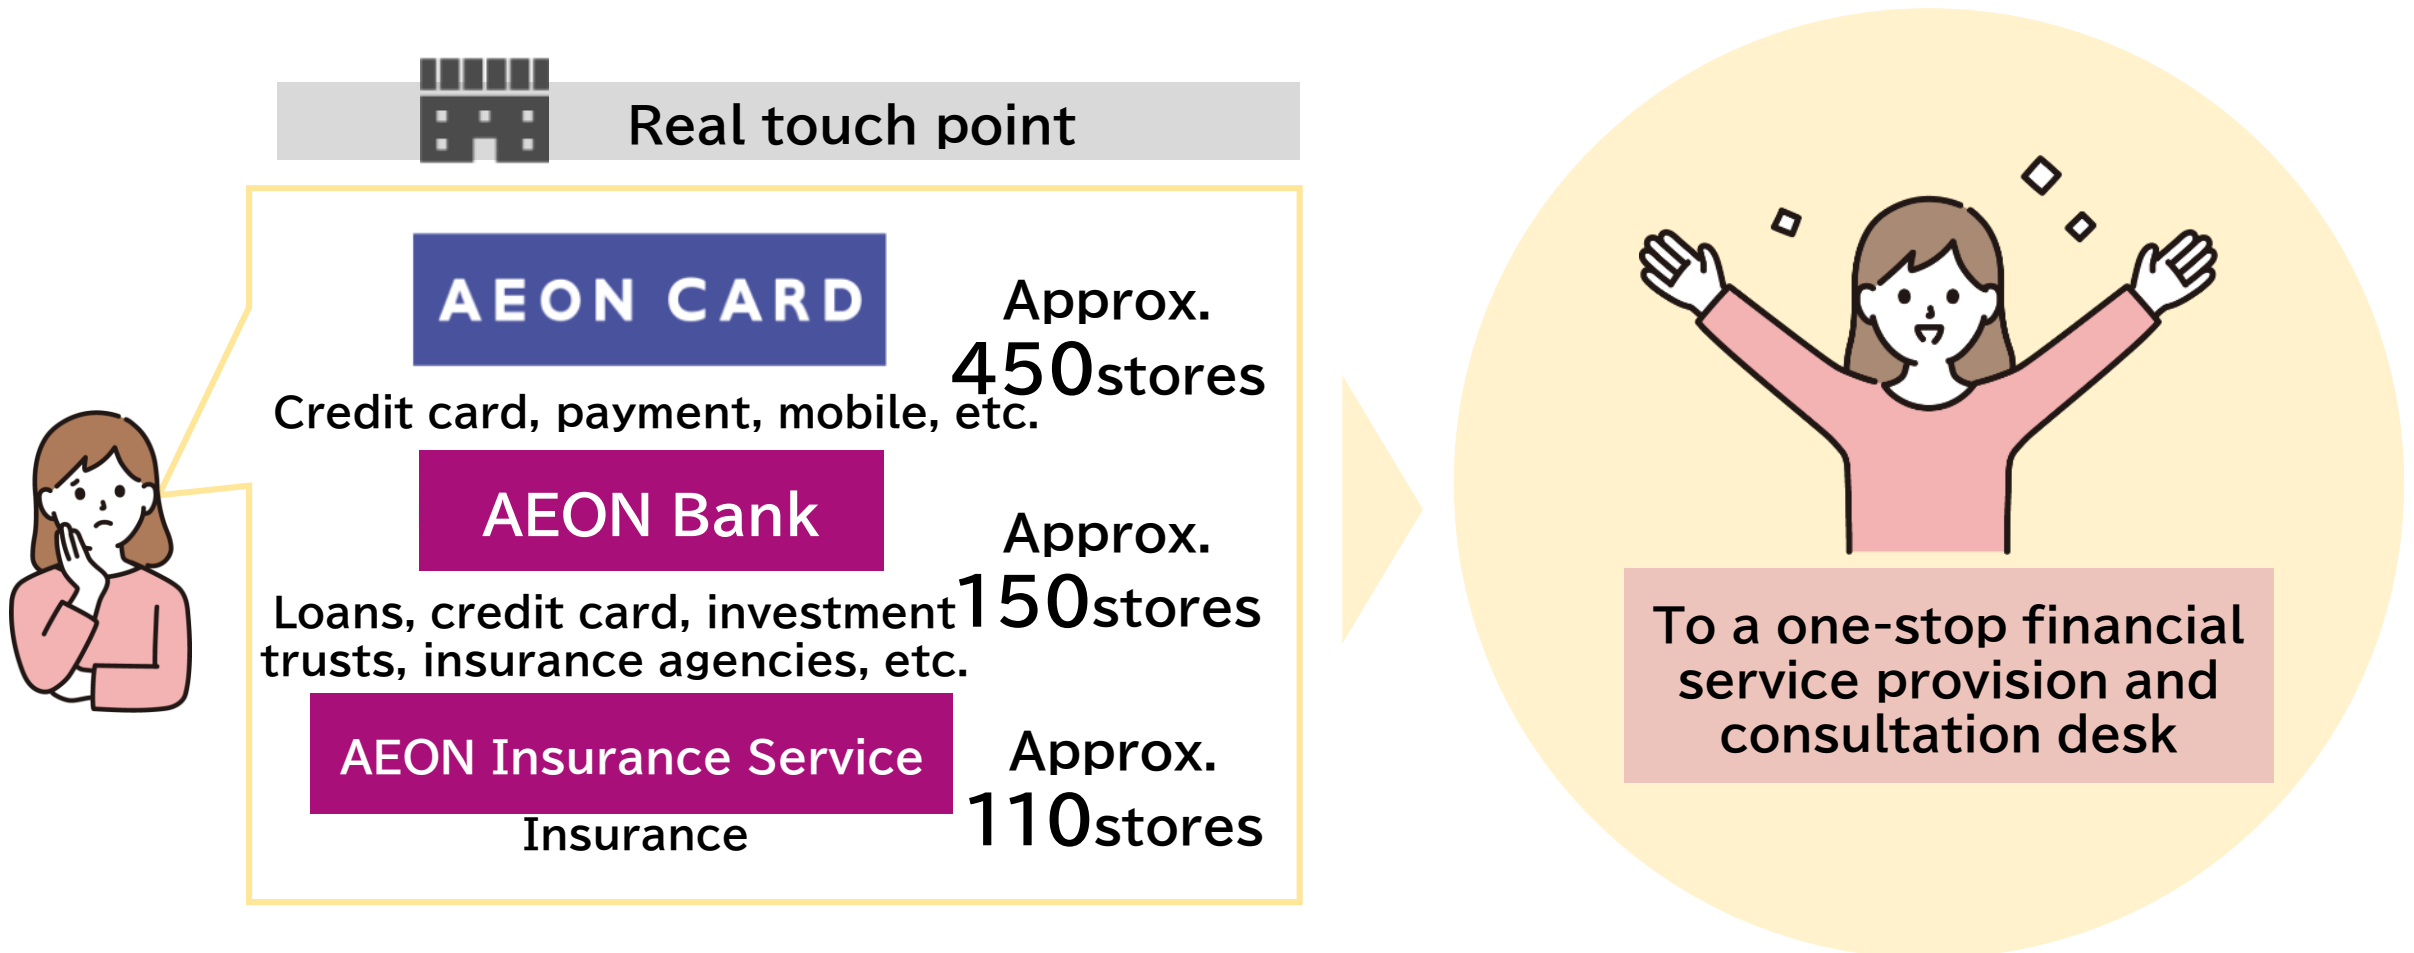 Real touch point
AEON CARD
Approx.
450stores
Credit card, payment, mobile, etc.
AEON Bank
Approx.
150stores
Loans, credit card, investment
trusts, insurance agencies, etc.
AEON Insurance Service
Approx.
110stores
Insurance
To a one-stop financial
service provision and
consultation desk